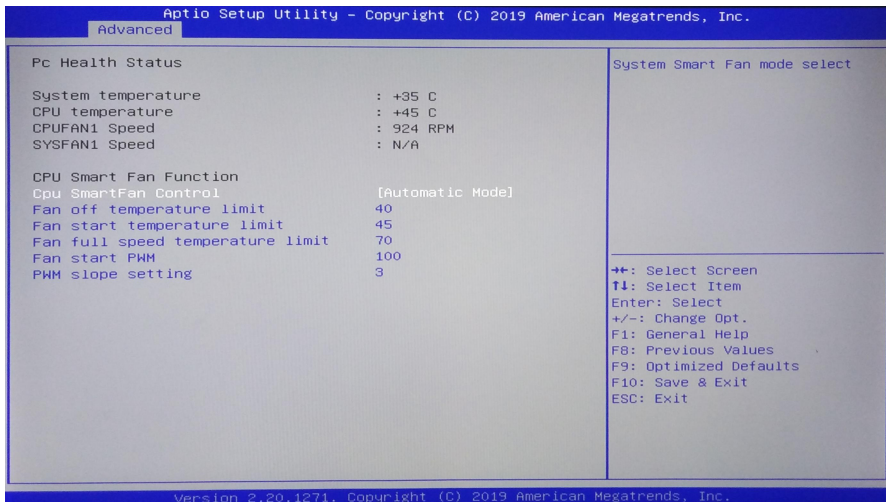 Aptio Setup Utility – Copyright (C) 2019 American Megatrends, Inc.
Advanced
Pc Health Status
System temperature : +35 C
CPU temperature : +45 C
CPUFAN1 Speed : 924 RPM
SYSFAN1 Speed : N/A
CPU Smart Fan Function
Cpu SmartFan Control [Automatic Mode]
Fan off temperature limit 40
Fan start temperature limit 45
Fan full speed temperature limit 70
Fan start PWM 100
PWM slope setting 3
System Smart Fan mode select
→←: Select Screen
↑↓: Select Item
Enter: Select
+/-: Change Opt.
F1: General Help
F8: Previous Values
F9: Optimized Defaults
F10: Save & Exit
ESC: Exit
Version 2.20.1271. Copyright (C) 2019 American Megatrends, Inc.